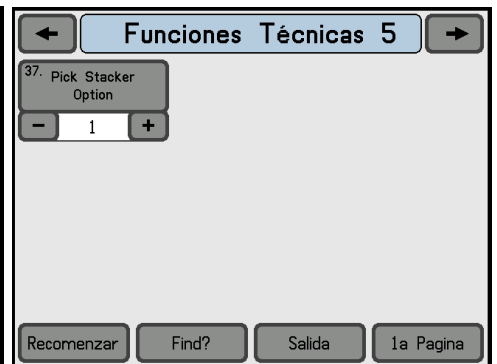 ← Funciones Técnicas 5 →
37. Pick Stacker
Option
− 1 +
Recomenzar Find? Salida 1a Pagina